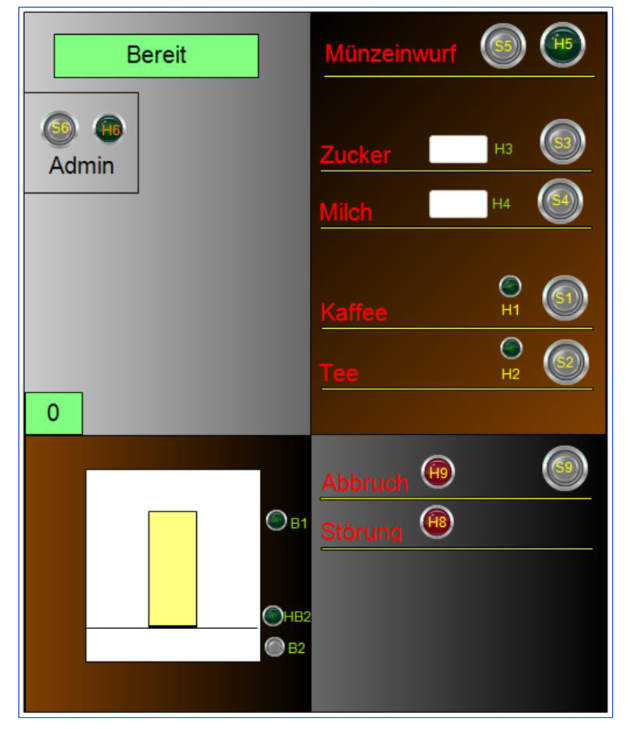 Bereit
S6 H6
Admin
0
Münzeinwurf S5 H5
Zucker H3 S3
Milch H4 S4
Kaffee H1 S1
Tee H2 S2
B1
HB2
B2
Abbruch H9 S9
Störung H8